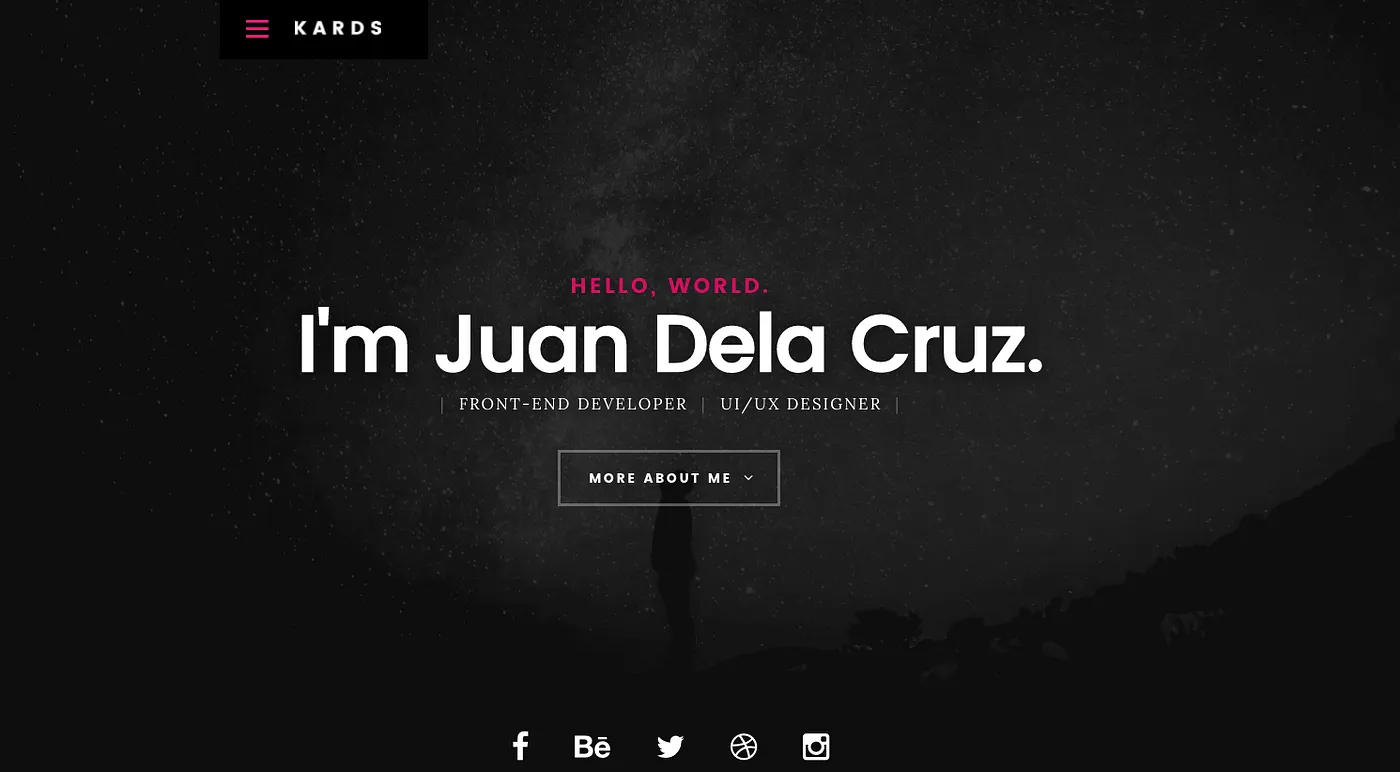 KARDS
HELLO, WORLD.
I'm Juan Dela Cruz.
| FRONT-END DEVELOPER | UI/UX DESIGNER |
MORE ABOUT ME
Bē